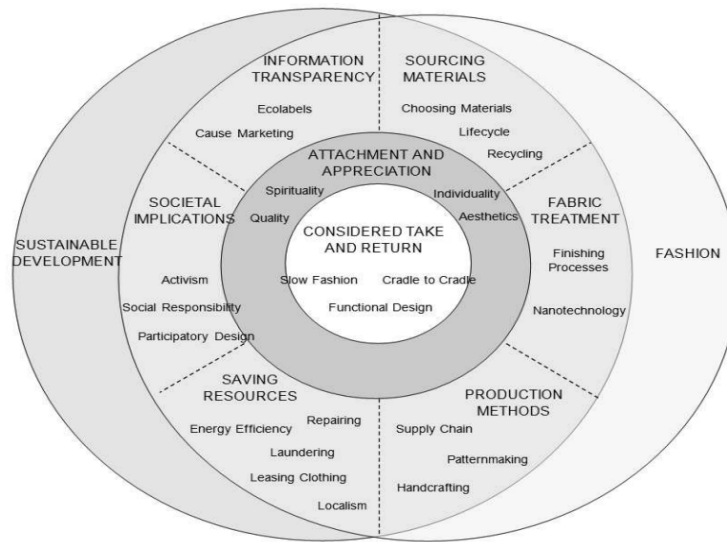 INFORMATION
TRANSPARENCY
Ecolabels
Cause Marketing
SOURCING
MATERIALS
Choosing Materials
Lifecycle
Recycling
ATTACHMENT AND
APPRECIATION
Spirituality
Quality
Individuality
Aesthetics
SOCIETAL
IMPLICATIONS
Activism
Social Responsibility
Participatory Design
FABRIC
TREATMENT
Finishing
Processes
Nanotechnology
SUSTAINABLE
DEVELOPMENT
FASHION
CONSIDERED TAKE
AND RETURN
Slow Fashion
Cradle to Cradle
Functional Design
SAVING
RESOURCES
Repairing
Energy Efficiency
Laundering
Leasing Clothing
Localism
PRODUCTION
METHODS
Supply Chain
Patternmaking
Handcrafting